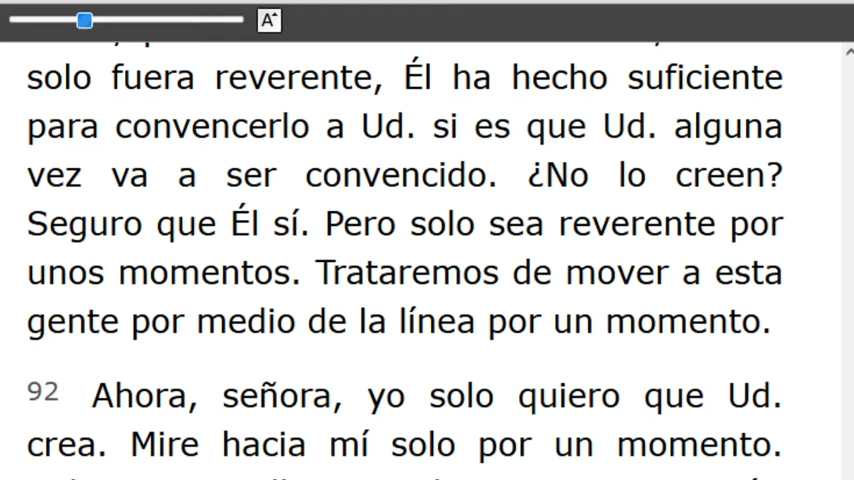 A
solo fuera reverente, Él ha hecho suficiente
para convencerlo a Ud. si es que Ud. alguna
vez va a ser convencido. ¿No lo creen?
Seguro que Él sí. Pero solo sea reverente por
unos momentos. Trataremos de mover a esta
gente por medio de la línea por un momento.
92 Ahora, señora, yo solo quiero que Ud.
crea. Mire hacia mí solo por un momento.